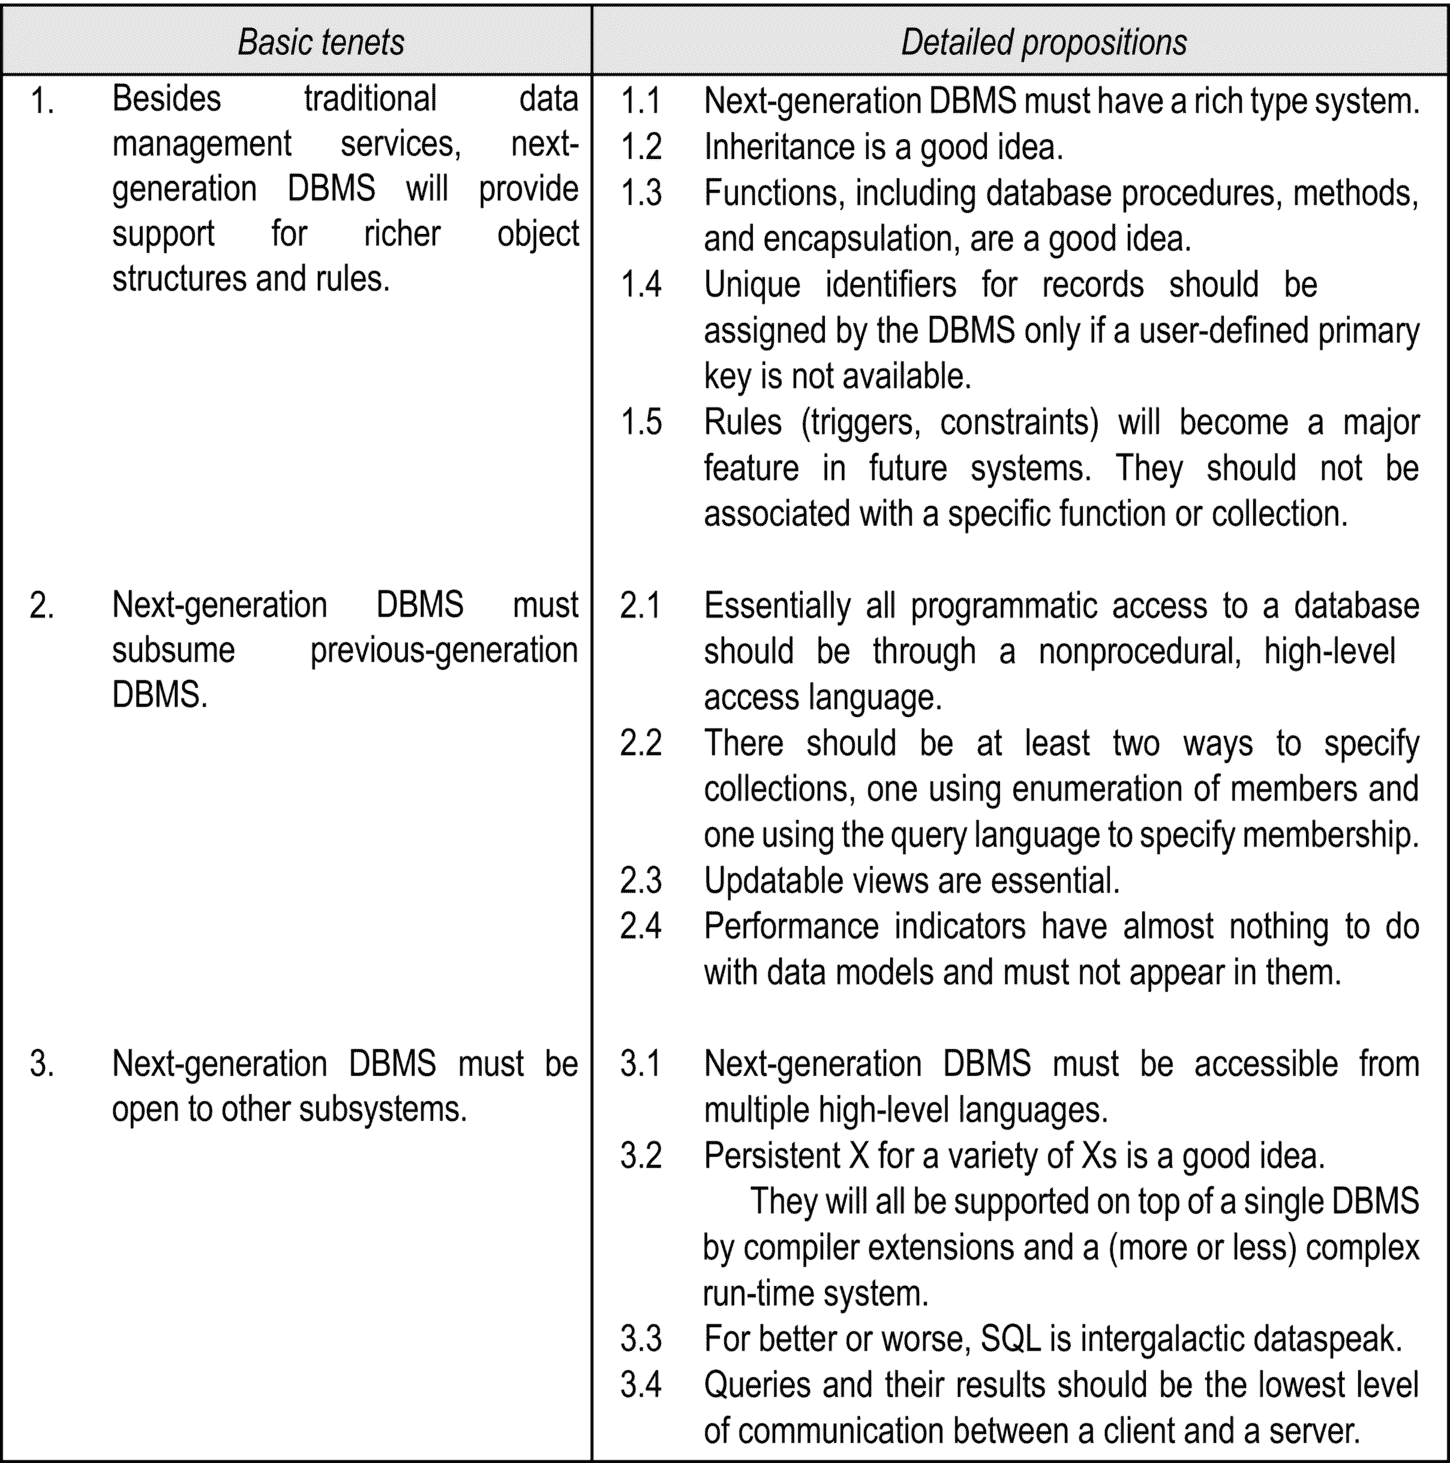 Basic tenets
Detailed propositions
1. Besides traditional data
management services, next-
generation DBMS will provide
support for richer object
structures and rules.
1.1 Next-generation DBMS must have a rich type system.
1.2 Inheritance is a good idea.
1.3 Functions, including database procedures, methods,
and encapsulation, are a good idea.
1.4 Unique identifiers for records should be
assigned by the DBMS only if a user-defined primary
key is not available.
1.5 Rules (triggers, constraints) will become a major
feature in future systems. They should not be
associated with a specific function or collection.
2. Next-generation DBMS must
subsume previous-generation
DBMS.
2.1 Essentially all programmatic access to a database
should be through a nonprocedural, high-level
access language.
2.2 There should be at least two ways to specify
collections, one using enumeration of members and
one using the query language to specify membership.
2.3 Updatable views are essential.
2.4 Performance indicators have almost nothing to do
with data models and must not appear in them.
3. Next-generation DBMS must be
open to other subsystems.
3.1 Next-generation DBMS must be accessible from
multiple high-level languages.
3.2 Persistent X for a variety of Xs is a good idea.
They will all be supported on top of a single DBMS
by compiler extensions and a (more or less) complex
run-time system.
3.3 For better or worse, SQL is intergalactic dataspeak.
3.4 Queries and their results should be the lowest level
of communication between a client and a server.